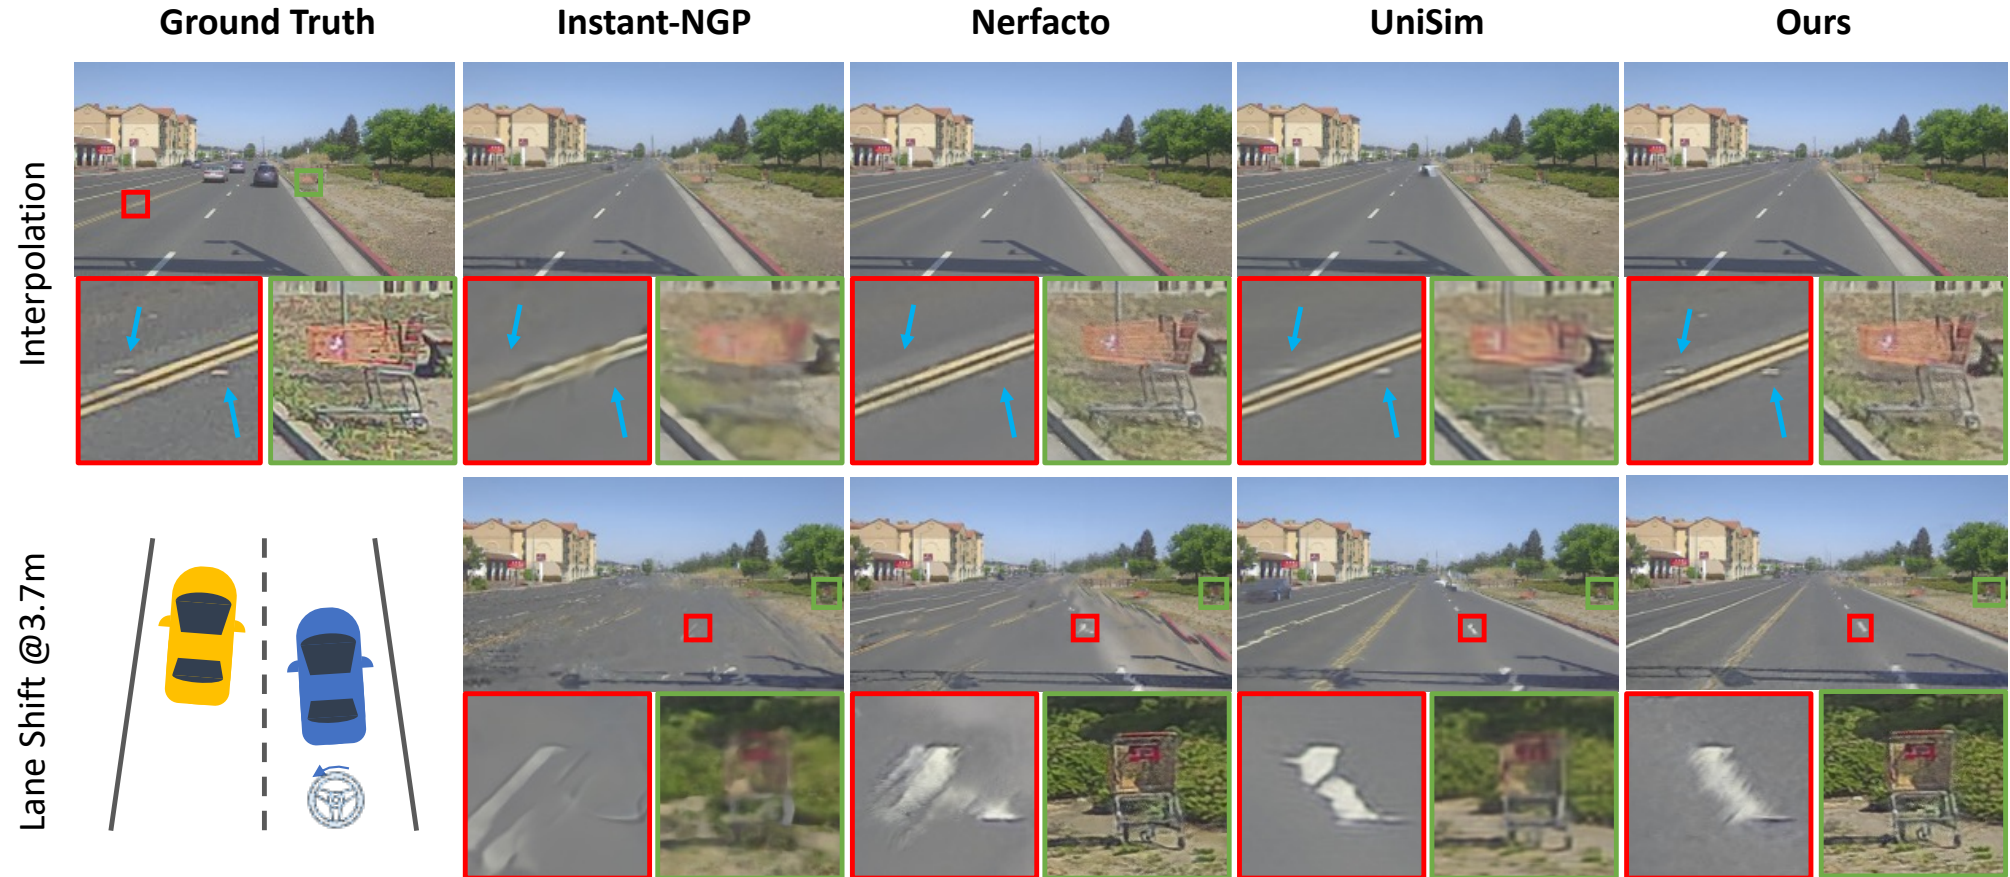 Ground Truth
Instant-NGP
Nerfacto
UniSim
Ours
Interpolation
Lane Shift @3.7m